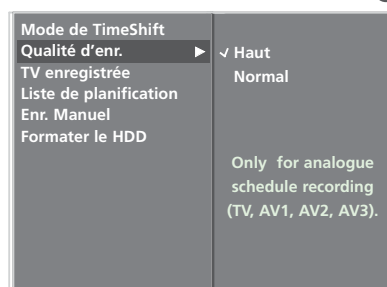 Mode de TimeShift
Qualité d'enr.
TV enregistrée
Liste de planification
Enr. Manuel
Formater le HDD
Haut
Normal
Only for analogue
schedule recording
(TV, AV1, AV2, AV3).